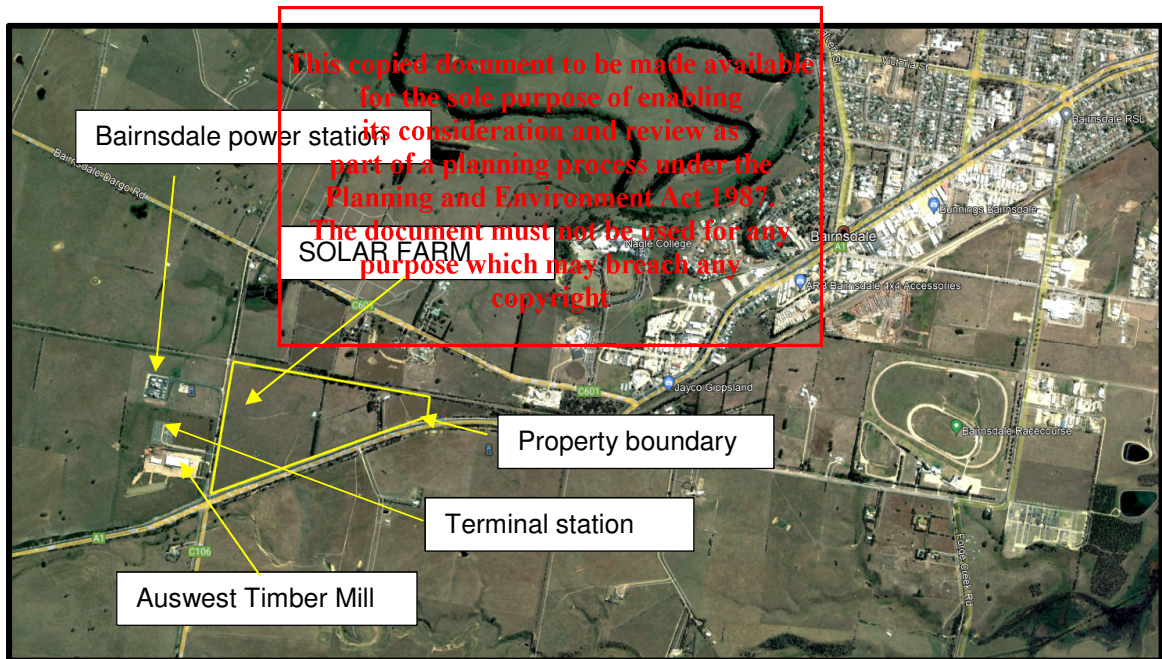 This copied document to be made available
for the sole purpose of enabling
its consideration and review as
part of a planning process under the
Planning and Environment Act 1987.
The document must not be used for any
purpose which may breach any
copyright
Victoria St
Bairnsdale RSL
Bairnsdale power station
Bairnsdale-Dargo Rd
Bunnings Bairnsdale
SOLAR FARM
Nagle College
Bairnsdale
A1
ARB Bairnsdale 4x4 Accessories
C601
C601
Jayco Gippsland
Property boundary
Bairnsdale Racecourse
Terminal station
A1
C106
Forge Creek Rd
Auswest Timber Mill